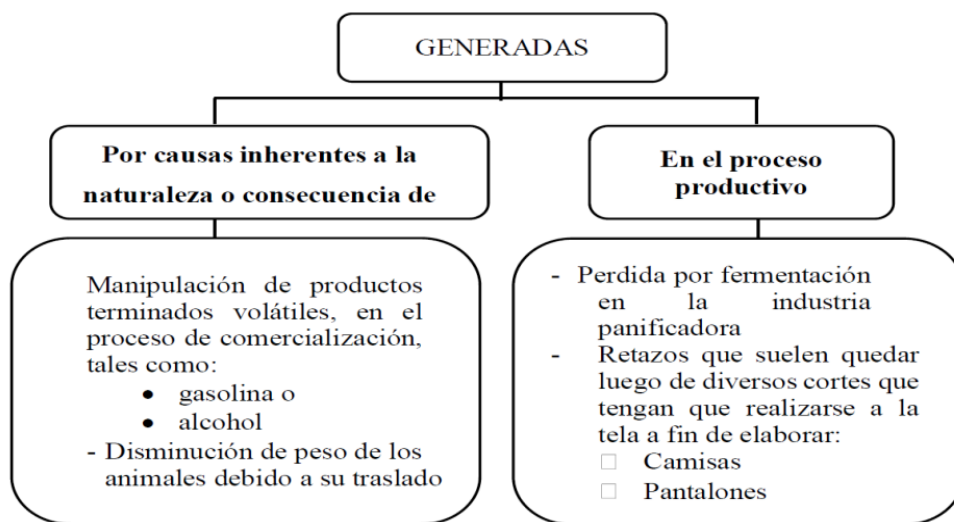 GENERADAS
Por causas inherentes a la
naturaleza o consecuencia de
Manipulación de productos
terminados volátiles, en el
proceso de comercialización,
tales como:
• gasolina o
• alcohol
- Disminución de peso de los
animales debido a su traslado
En el proceso
productivo
- Perdida por fermentación
en la industria
panificadora
- Retazos que suelen quedar
luego de diversos cortes que
tengan que realizarse a la
tela a fin de elaborar:
□ Camisas
□ Pantalones